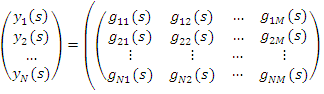 y₁(s) = g₁₁(s) g₁₂(s) … g₁M(s)
y₂(s) g₂₁(s) g₂₂(s) … g₂M(s)
… ⋮ ⋮ … ⋮
yN(s) gN₁(s) gN₂(s) … gNM(s)